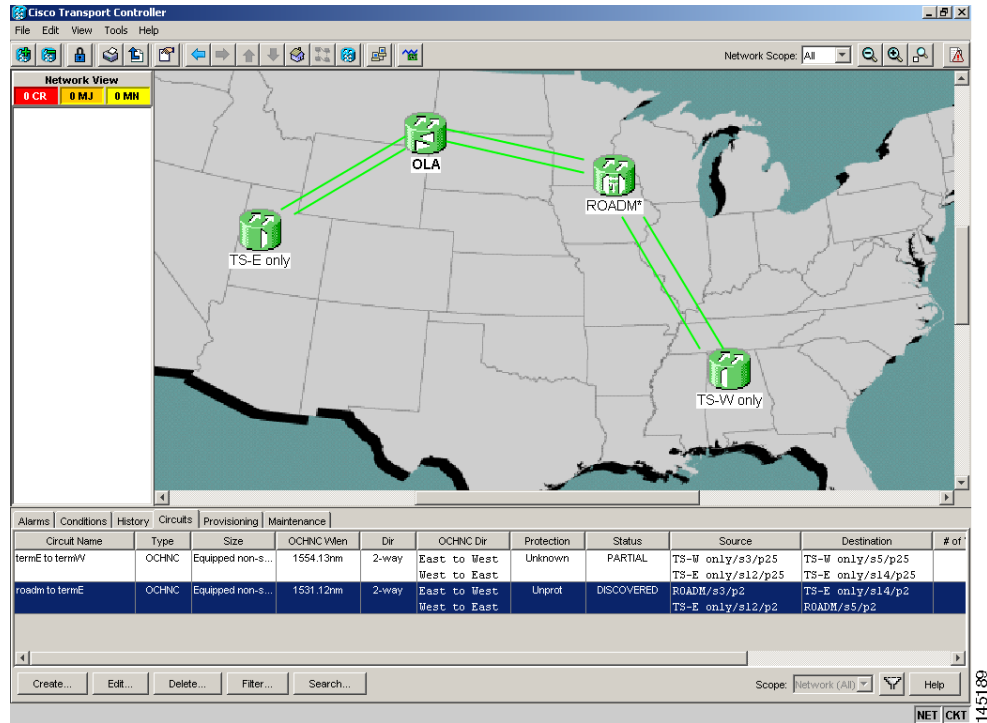 Cisco Transport Controller
File Edit View Tools Help
Network Scope: All
Network View
0 CR 0 MJ 0 MN
OLA
ROADM*
TS-E only
TS-W only
Alarms Conditions History Circuits Provisioning Maintenance
Circuit Name Type Size OCHNC Wlen Dir OCHNC Dir Protection Status Source Destination # of
termE to termW OCHNC Equipped non-s... 1554.13nm 2-way East to West Unknown PARTIAL TS-W only/s3/p25 TS-W only/s5/p25
West to East TS-E only/s12/p25 TS-E only/s14/p25
roadm to termE OCHNC Equipped non-s... 1531.12nm 2-way East to West Unprot DISCOVERED ROADM/s3/p2 TS-E only/s14/p2
West to East TS-E only/s12/p2 ROADM/s5/p2
Create... Edit... Delete... Filter... Search... Scope: Network (All) Help
NET CKT
145189